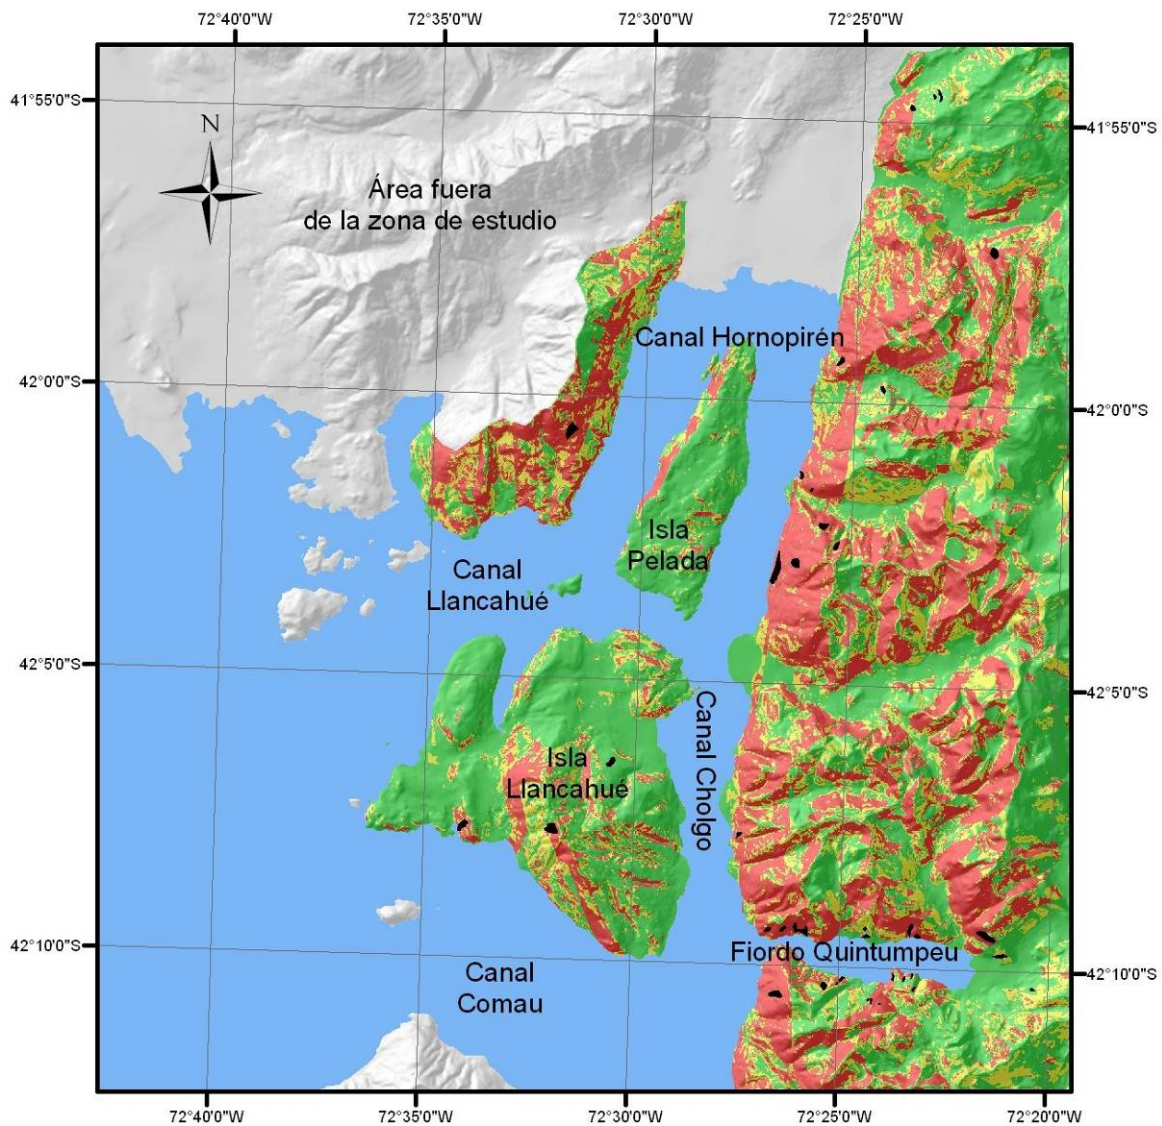 72°40'0"W
72°35'0"W
72°30'0"W
72°25'0"W
41°55'0"S
41°55'0"S
N
Área fuera
de la zona de estudio
Canal Hornopirén
42°0'0"S
42°0'0"S
Isla
Pelada
Canal
Llancahué
42°5'0"S
42°5'0"S
Canal Cholgo
Isla
Llancahué
42°10'0"S
42°10'0"S
Fiordo Quintumpeu
Canal
Comau
72°40'0"W
72°35'0"W
72°30'0"W
72°25'0"W
72°20'0"W